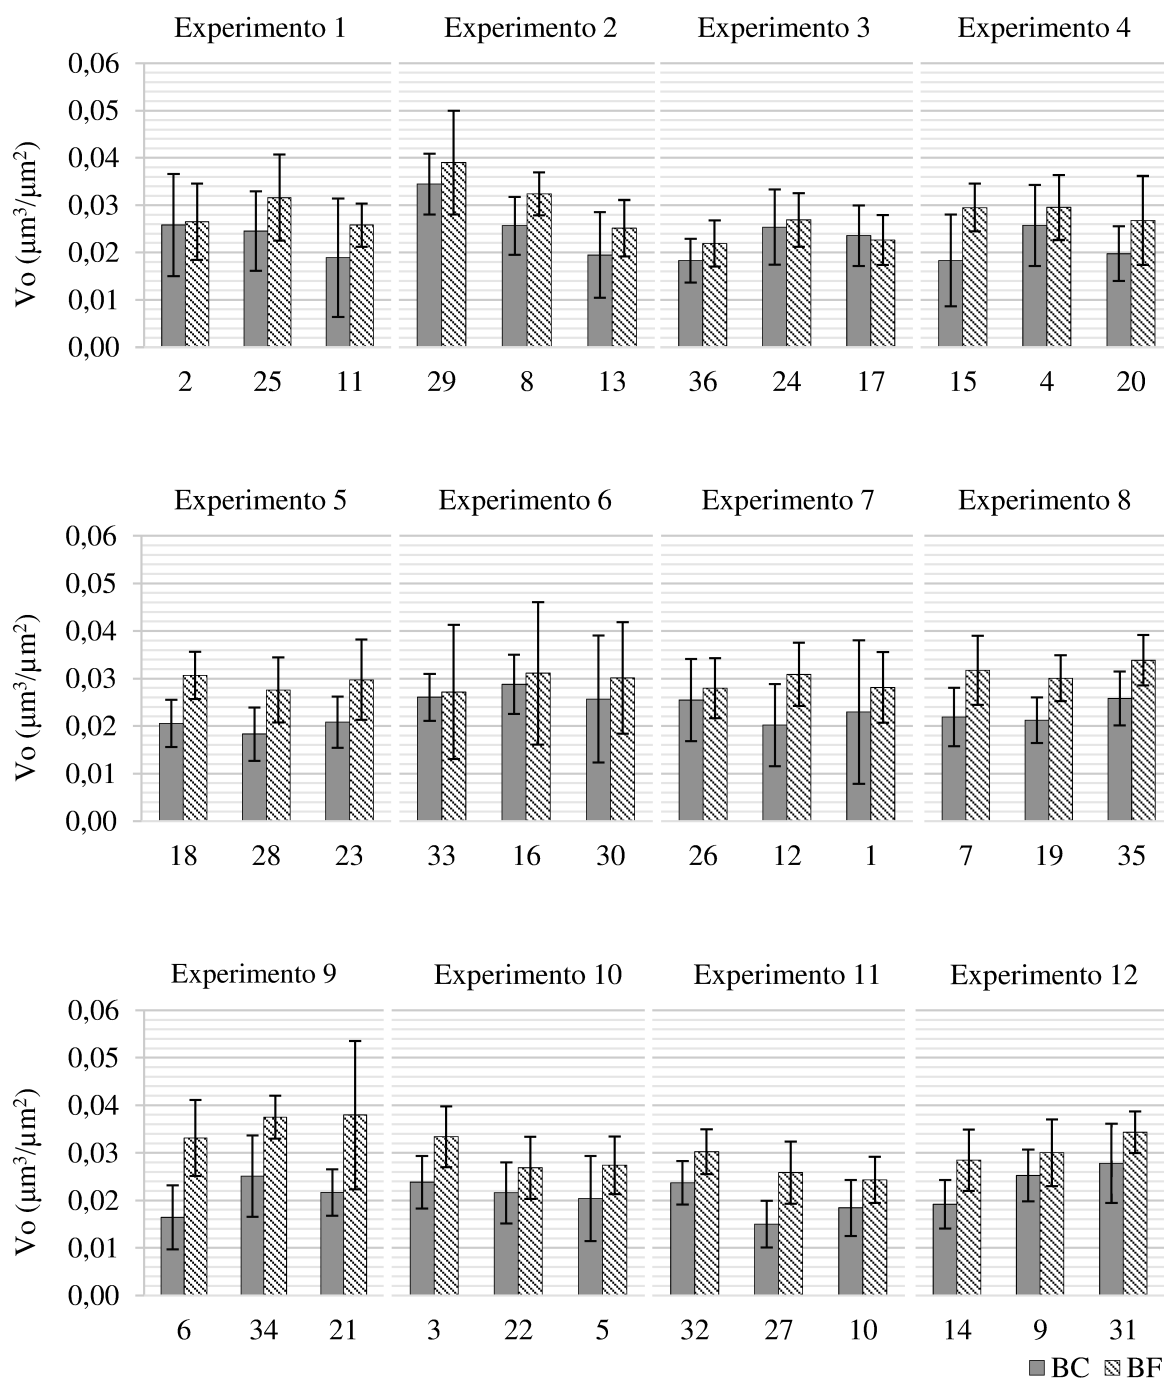 Experimento 1 Experimento 2 Experimento 3 Experimento 4
0,06
0,05
0,04
0,03
0,02
0,01
0,00
Vo (µm³/µm²)
2 25 11 29 8 13 36 24 17 15 4 20
Experimento 5 Experimento 6 Experimento 7 Experimento 8
0,06
0,05
0,04
0,03
0,02
0,01
0,00
Vo (µm³/µm²)
18 28 23 33 16 30 26 12 1 7 19 35
Experimento 9 Experimento 10 Experimento 11 Experimento 12
0,06
0,05
0,04
0,03
0,02
0,01
0,00
Vo (µm³/µm²)
6 34 21 3 22 5 32 27 10 14 9 31
BC BF